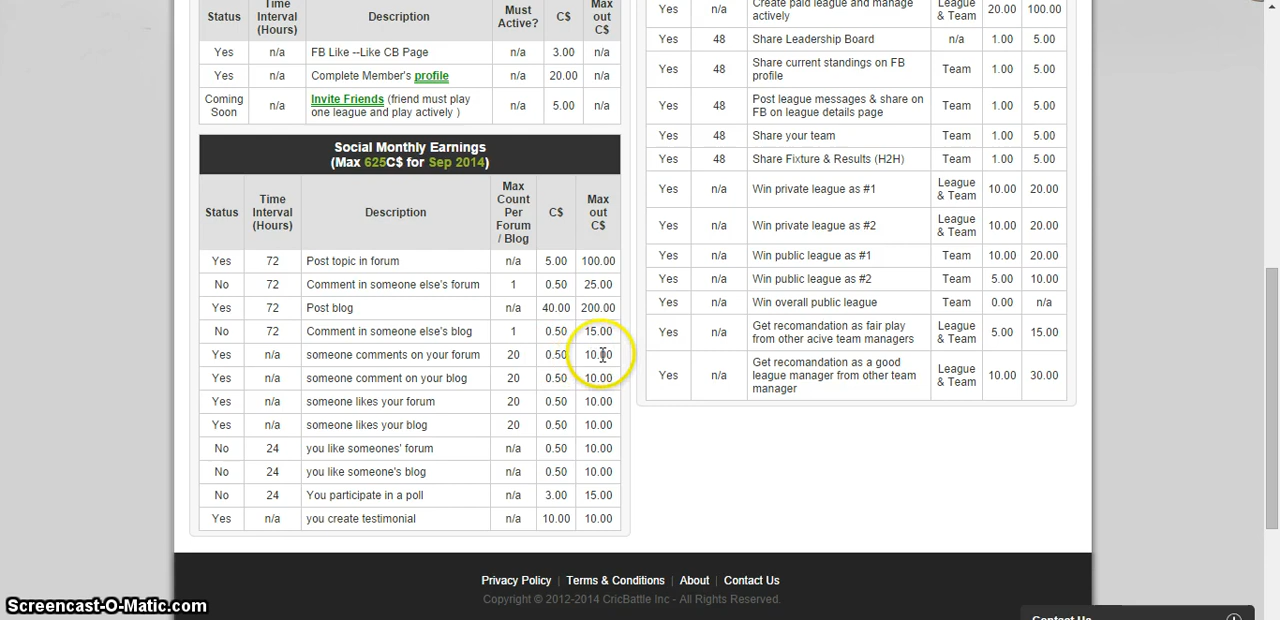 Status
Time
Interval
(Hours)
Description
Must
Active?
C$
Max
out
C$
Yes n/a FB Like --Like CB Page n/a 3.00 n/a
Yes n/a Complete Member's profile n/a 20.00 n/a
Coming
Soon
n/a
Invite Friends (friend must play
one league and play actively )
n/a 5.00 n/a
Social Monthly Earnings
(Max 625C$ for Sep 2014)
Status
Time
Interval
(Hours)
Description
Max
Count
Per
Forum
/ Blog
C$
Max
out
C$
Yes 72 Post topic in forum n/a 5.00 100.00
No 72 Comment in someone else's forum 1 0.50 25.00
Yes 72 Post blog n/a 40.00 200.00
No 72 Comment in someone else's blog 1 0.50 15.00
Yes n/a someone comments on your forum 20 0.50 10.00
Yes n/a someone comment on your blog 20 0.50 10.00
Yes n/a someone likes your forum 20 0.50 10.00
Yes n/a someone likes your blog 20 0.50 10.00
No 24 you like someones' forum n/a 0.50 10.00
No 24 you like someone's blog n/a 0.50 10.00
No 24 You participate in a poll n/a 3.00 15.00
Yes n/a you create testimonial n/a 10.00 10.00
Yes n/a
Create paid league and manage
actively
League
& Team
20.00 100.00
Yes 48 Share Leadership Board n/a 1.00 5.00
Yes 48
Share current standings on FB
profile
Team 1.00 5.00
Yes 48
Post league messages & share on
FB on league details page
Team 1.00 5.00
Yes 48 Share your team Team 1.00 5.00
Yes 48 Share Fixture & Results (H2H) Team 1.00 5.00
Yes n/a Win private league as #1
League
& Team
10.00 20.00
Yes n/a Win private league as #2
League
& Team
10.00 20.00
Yes n/a Win public league as #1 Team 10.00 20.00
Yes n/a Win public league as #2 Team 5.00 10.00
Yes n/a Win overall public league Team 0.00 n/a
Yes n/a
Get recomandation as fair play
from other acive team managers
League
& Team
5.00 15.00
Yes n/a
Get recomandation as a good
league manager from other team
manager
League
& Team
10.00 30.00
Privacy Policy | Terms & Conditions | About | Contact Us
Copyright © 2012-2014 CricBattle Inc - All Rights Reserved.
Contact Us
Screencast-O-Matic.com